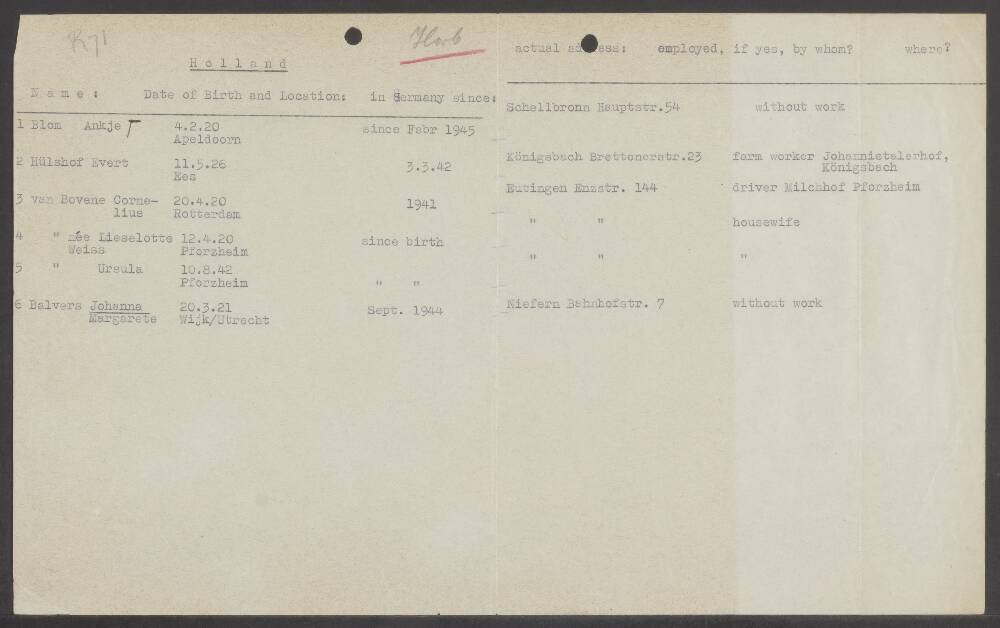 R71
Holland
actual address: employed, if yes, by whom? where?
Name: Date of Birth and Location: in Germany since:
1 Blom Ankje 4.2.20 since Febr 1945 Schellbronn Hauptstr.54 without work
Apeldoorn
2 Hülshof Evert 11.5.26 3.3.42 Königsbach Brettenerstr.23 farm worker Johannistalerhof,
Ees Königsbach
3 van Bovene Corne- 20.4.20 1941 Eutingen Enzstr. 144 driver Milchhof Pforzheim
lius Rotterdam
4 " née Lieselotte 12.4.20 since birth " " housewife
Weiss Pforzheim
5 " Ursula 10.8.42 " " " " "
Pforzheim
6 Balvers Johanna 20.3.21 Sept. 1944 Niefern Bahnhofstr. 7 without work
Margarete Wijk/Utrecht